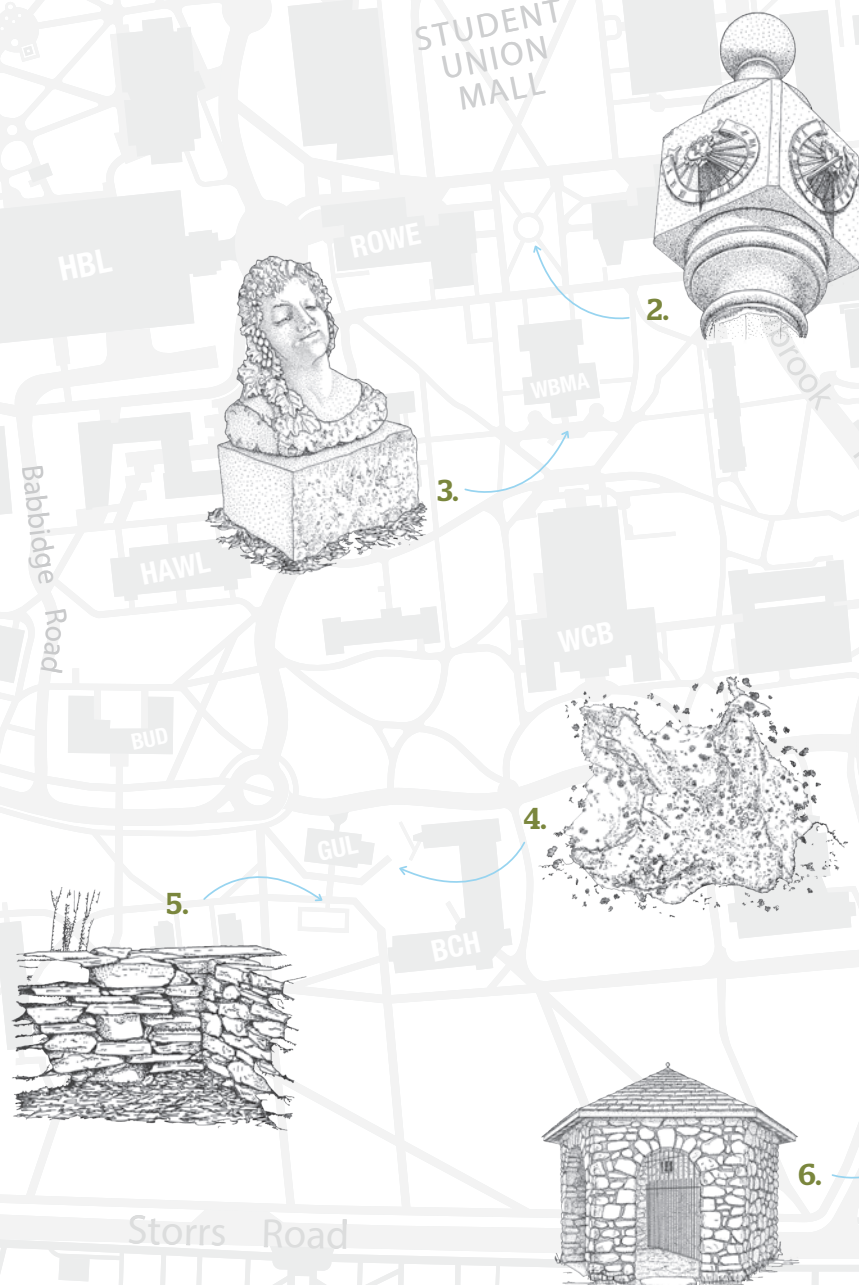 STUDENT
UNION
MALL
ROWE
HBL
2.
WBMA
rook
3.
Babbidge Road
HAWL
WCB
BUD
4.
GUL
5.
BCH
6.
Storrs Road